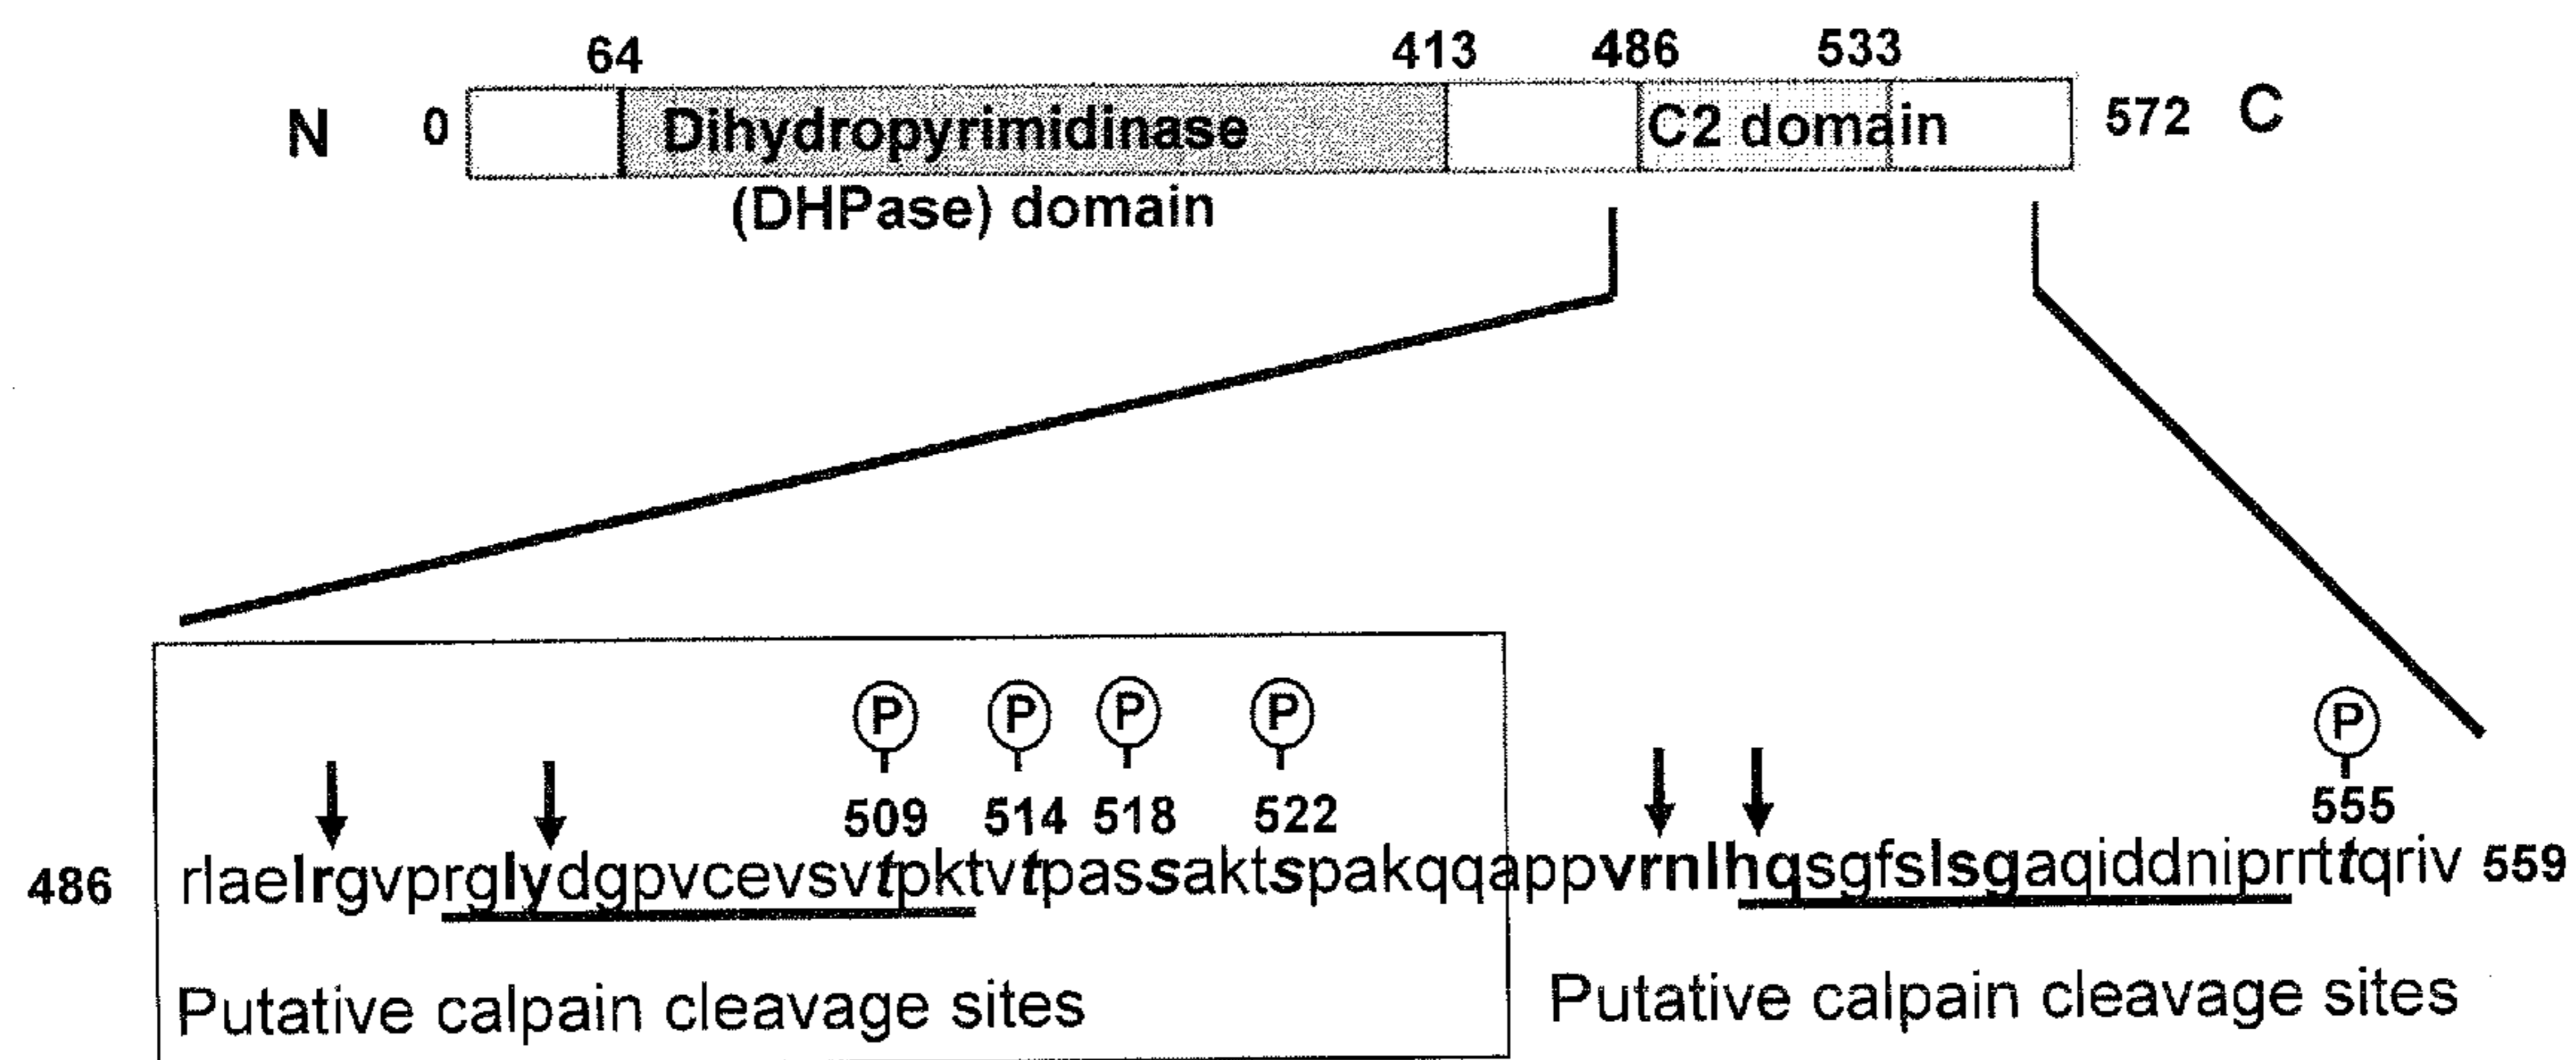 64 413 486 533
N 0 Dihydropyrimidinase C2 domain 572 C
(DHPase) domain
P P P P P
509 514 518 522 555
486 rlaelrgvprglydgpvcevsvtpktvtpasssaktspakqqappvrnlhqsgfslsgaqiddniprrttqriv 559
Putative calpain cleavage sites Putative calpain cleavage sites